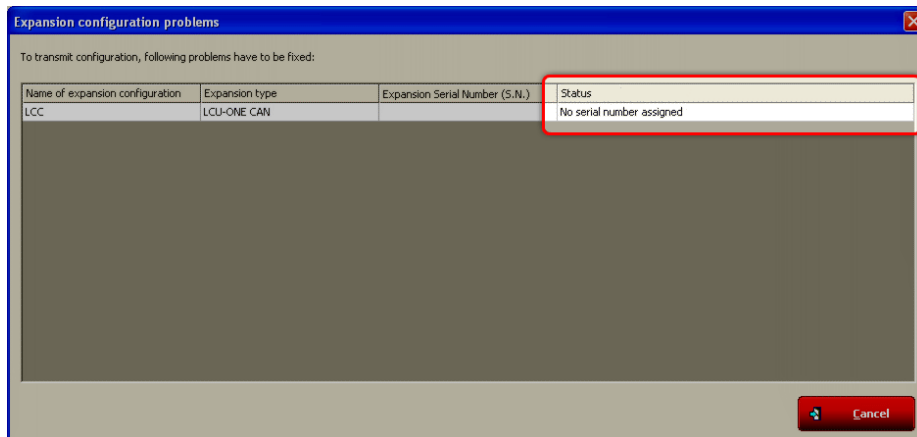 Expansion configuration problems
To transmit configuration, following problems have to be fixed:
Name of expansion configuration Expansion type Expansion Serial Number (S.N.) Status
LCC LCU-ONE CAN No serial number assigned
Cancel